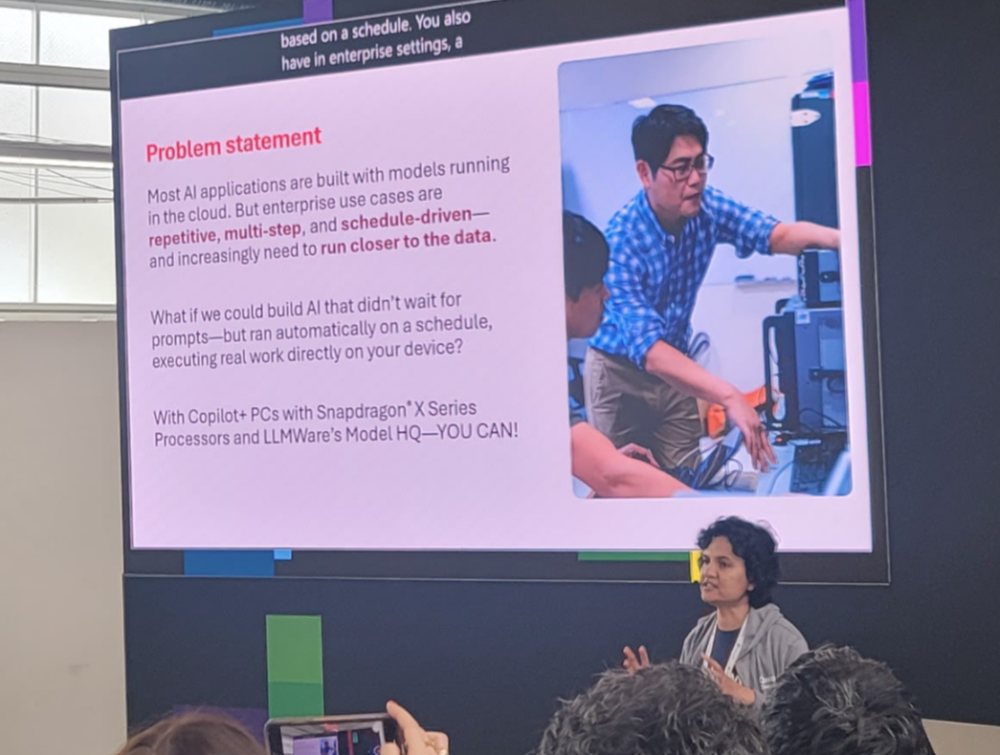 based on a schedule. You also
have in enterprise settings, a
Problem statement
Most AI applications are built with models running
in the cloud. But enterprise use cases are
repetitive, multi-step, and schedule-driven—
and increasingly need to run closer to the data.
What if we could build AI that didn't wait for
prompts—but ran automatically on a schedule,
executing real work directly on your device?
With Copilot+ PCs with Snapdragon® X Series
Processors and LLMWare's Model HQ—YOU CAN!